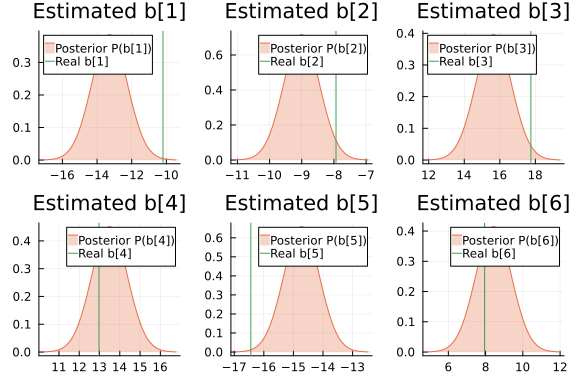 Estimated b[1] Estimated b[2] Estimated b[3]
Posterior P(b[1])
Real b[1]
0.3
0.2
0.1
0.0
−16 −14 −12 −10
Posterior P(b[2])
Real b[2]
0.6
0.4
0.2
0.0
−11 −10 −9 −8 −7
Posterior P(b[3])
Real b[3]
0.4
0.3
0.2
0.1
0.0
12 14 16 18
Estimated b[4] Estimated b[5] Estimated b[6]
Posterior P(b[4])
Real b[4]
0.4
0.3
0.2
0.1
0.0
11 12 13 14 15 16
Posterior P(b[5])
Real b[5]
0.6
0.5
0.4
0.3
0.2
0.1
0.0
−17 −16 −15 −14 −13
Posterior P(b[6])
Real b[6]
0.4
0.3
0.2
0.1
0.0
6 8 10 12